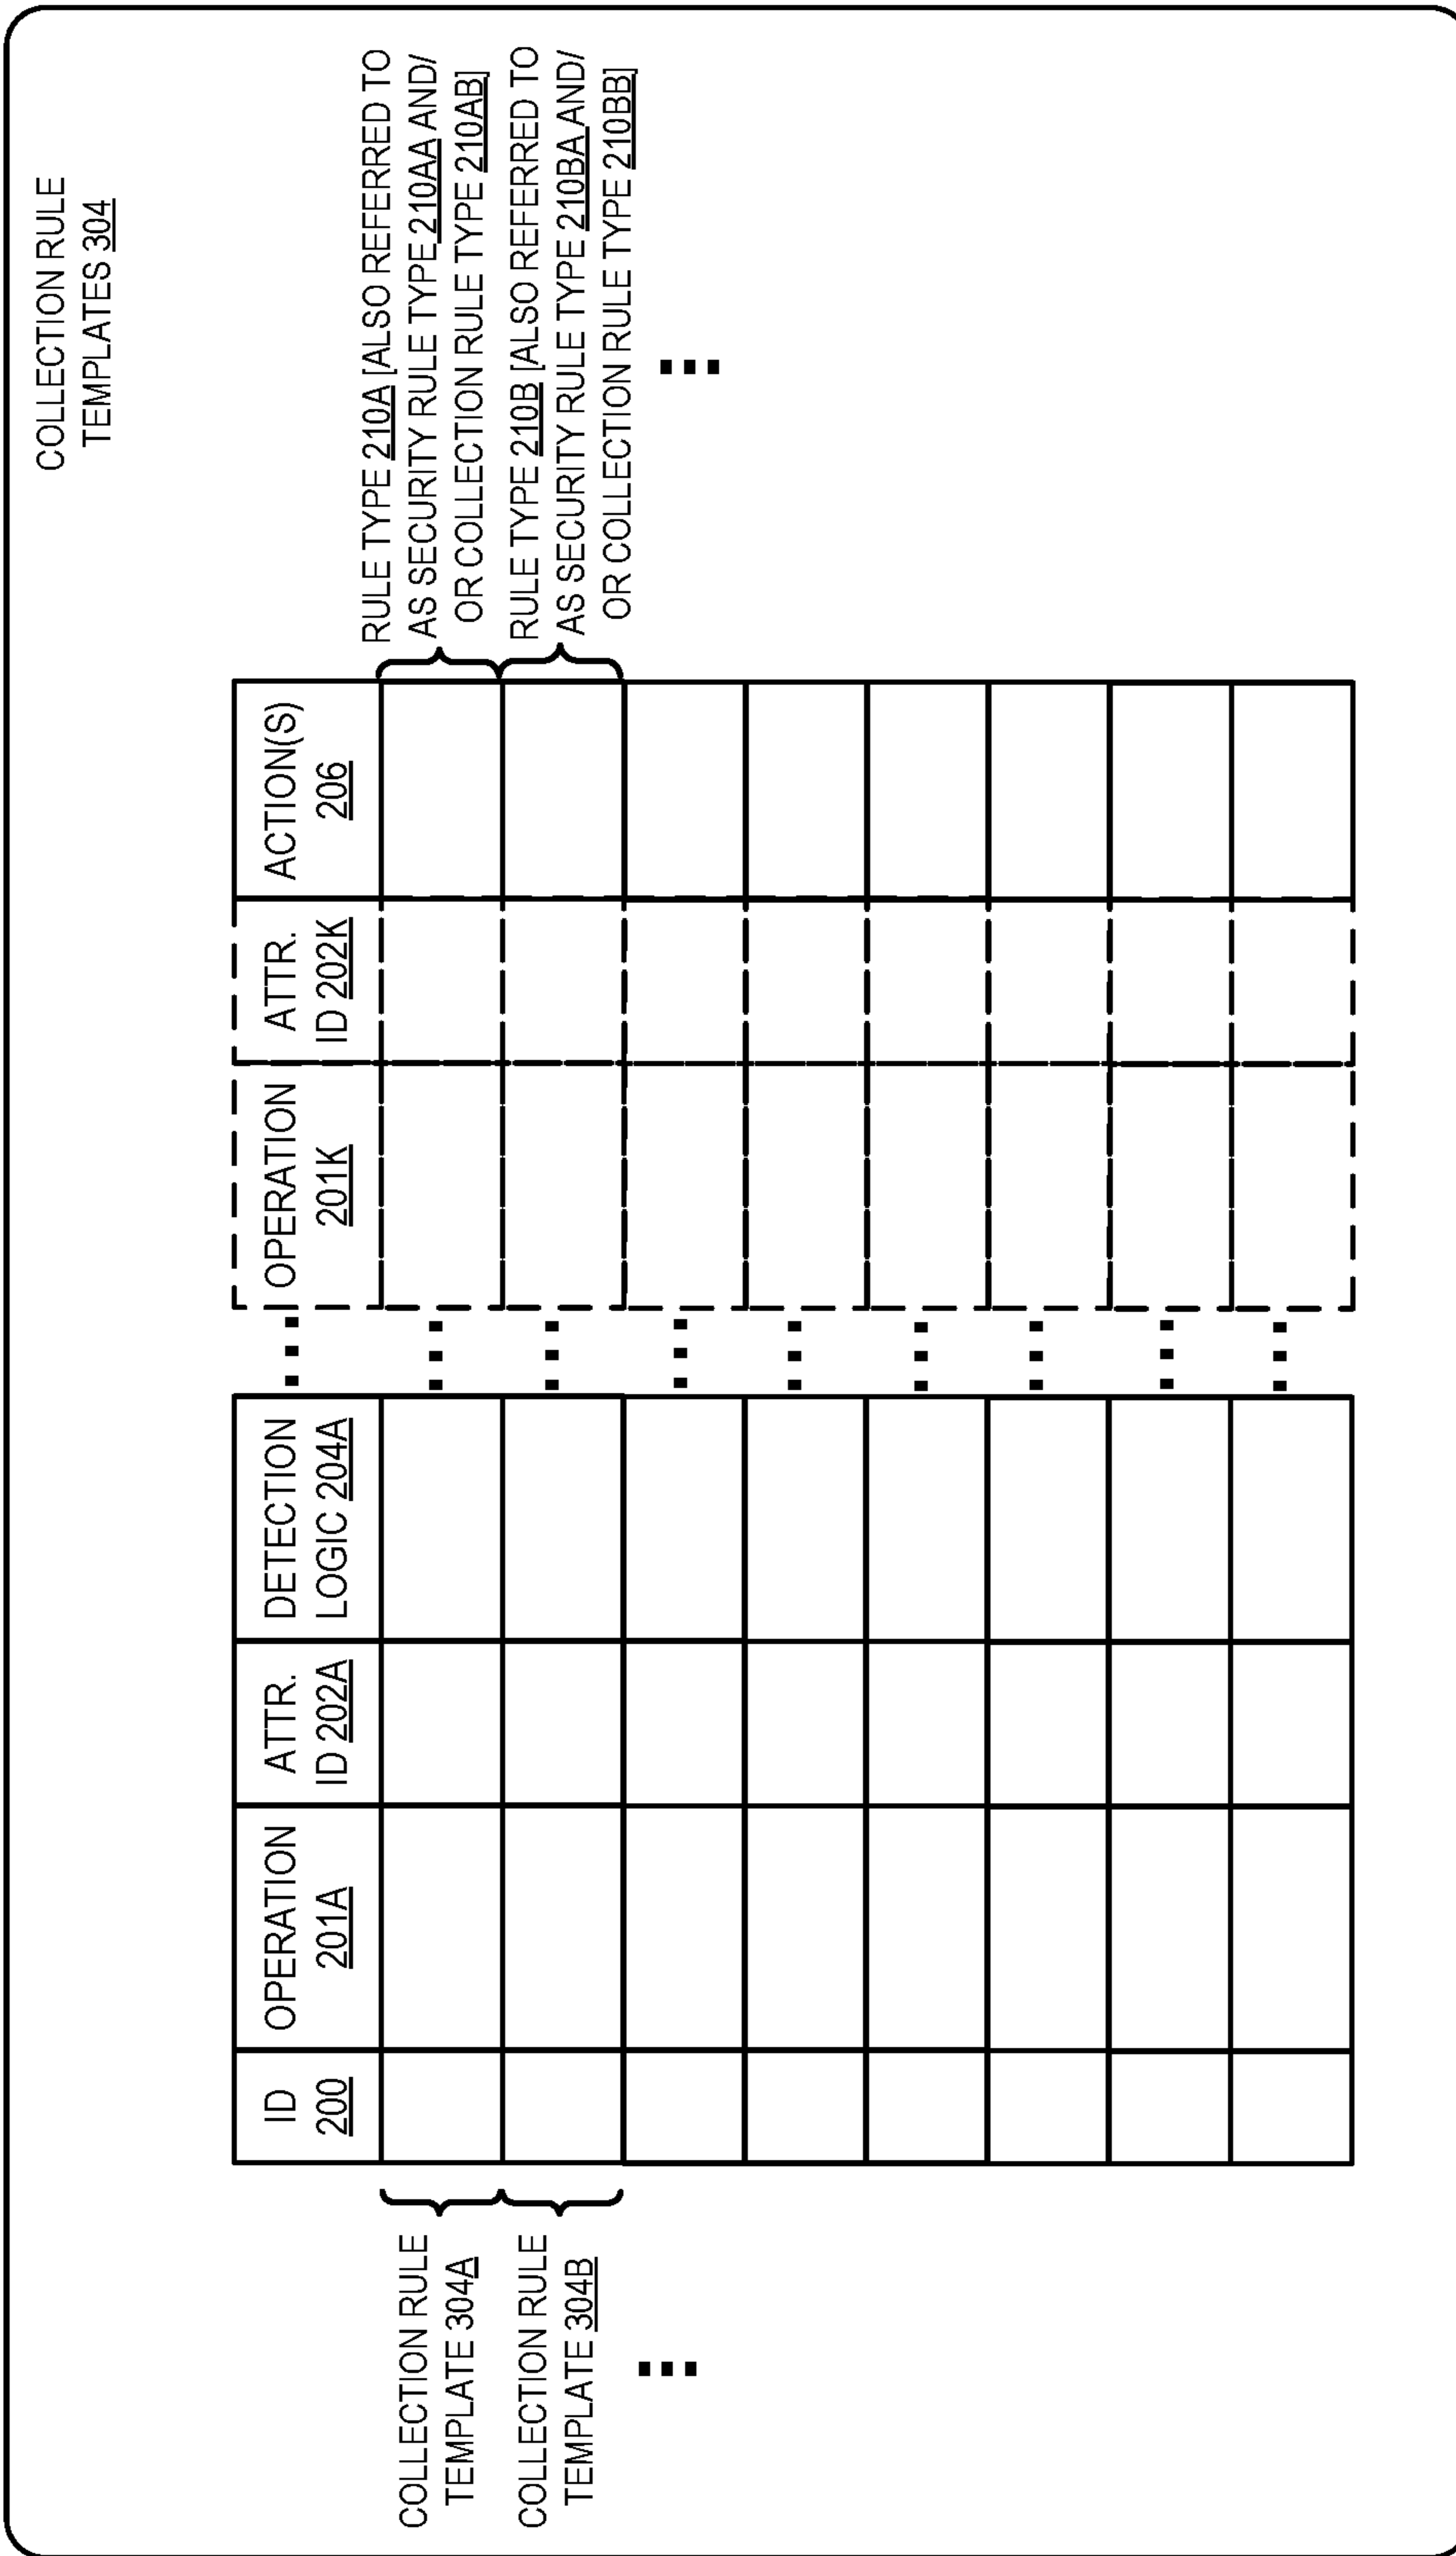 COLLECTION RULE
TEMPLATES 304
ID
200
OPERATION
201A
ATTR.
ID 202A
DETECTION
LOGIC 204A
OPERATION
201K
ATTR.
ID 202K
ACTION(S)
206
COLLECTION RULE
TEMPLATE 304A
COLLECTION RULE
TEMPLATE 304B
RULE TYPE 210A [ALSO REFERRED TO
AS SECURITY RULE TYPE 210AA AND/
OR COLLECTION RULE TYPE 210AB]
RULE TYPE 210B [ALSO REFERRED TO
AS SECURITY RULE TYPE 210BA AND/
OR COLLECTION RULE TYPE 210BB]